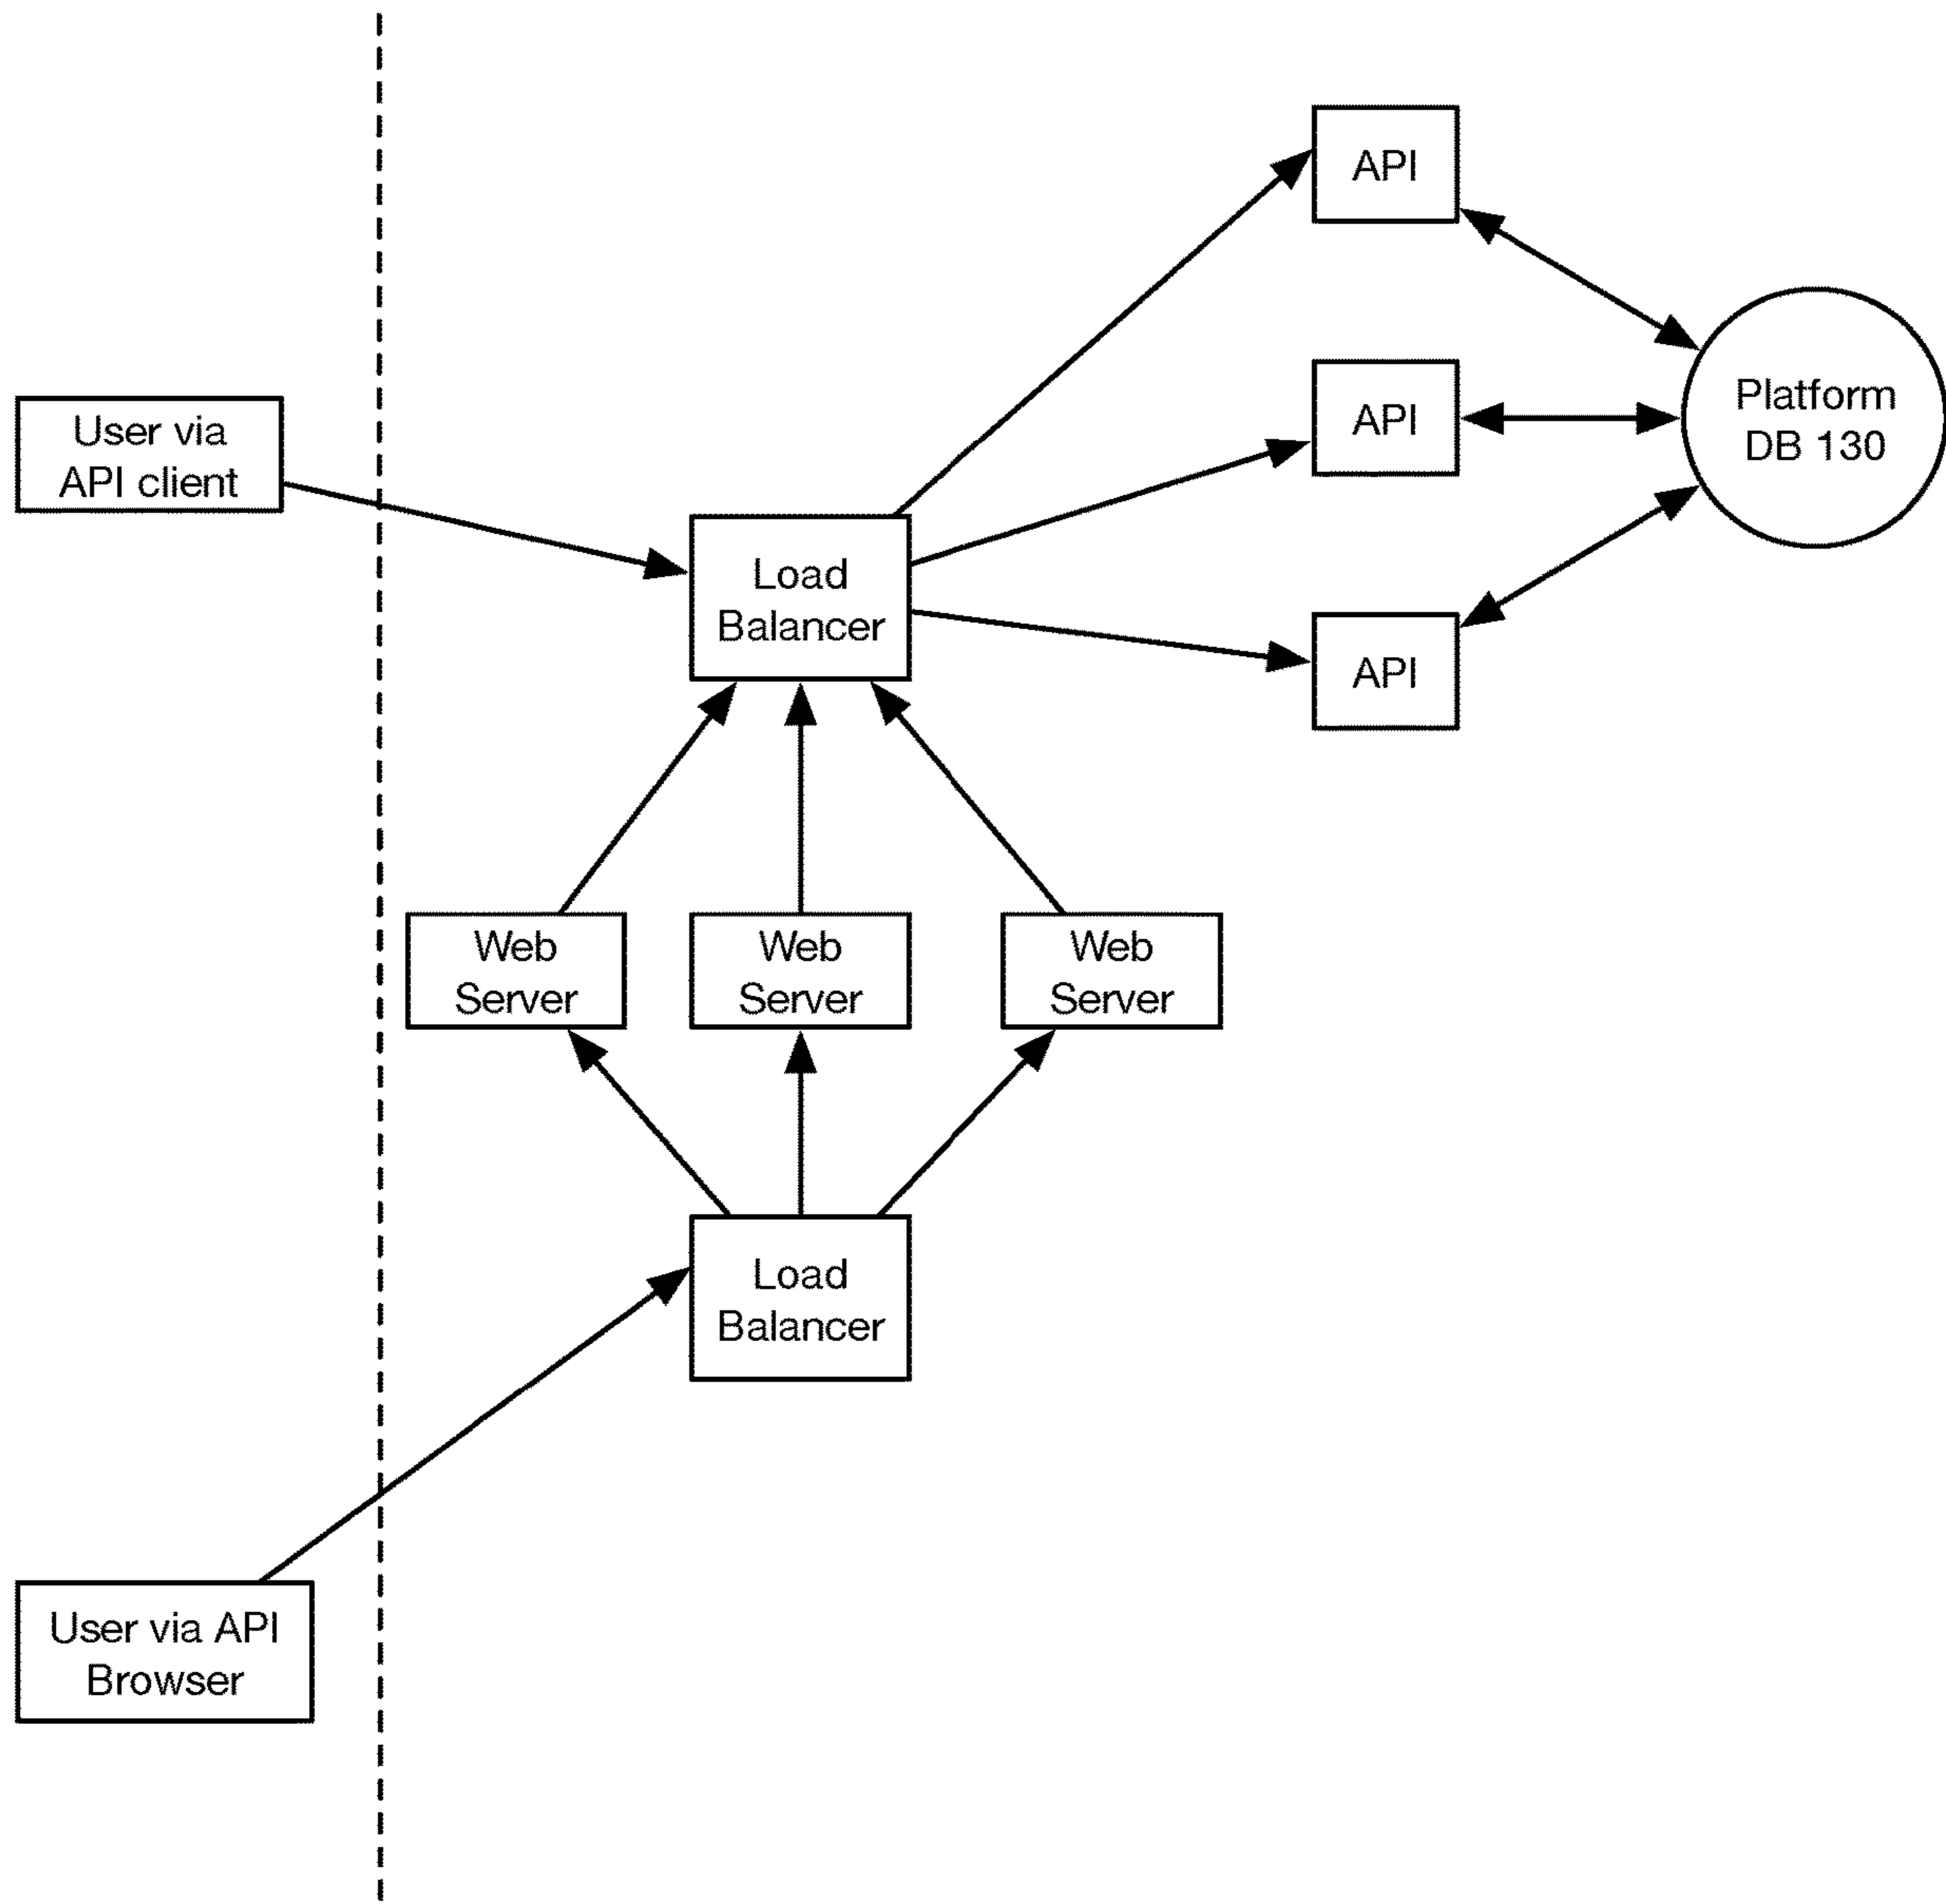 API
User via
API client
API
Platform
DB 130
Load
Balancer
API
Web
Server
Web
Server
Web
Server
Load
Balancer
User via API
Browser